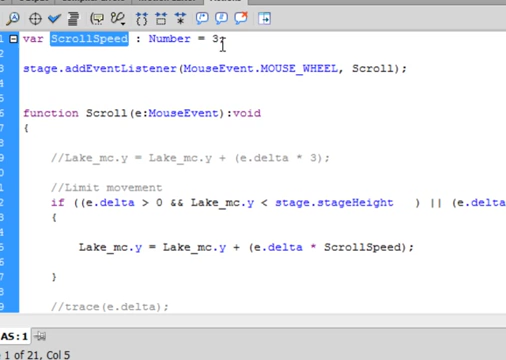 var ScrollSpeed : Number = 3;
stage.addEventListener(MouseEvent.MOUSE_WHEEL, Scroll);
function Scroll(e:MouseEvent):void
{
//Lake_mc.y = Lake_mc.y + (e.delta * 3);
//Limit movement
if ((e.delta > 0 && Lake_mc.y < stage.stageHeight ) || (e.delta
{
Lake_mc.y = Lake_mc.y + (e.delta * ScrollSpeed);
}
//trace(e.delta);
AS:1
1 of 21, Col 5